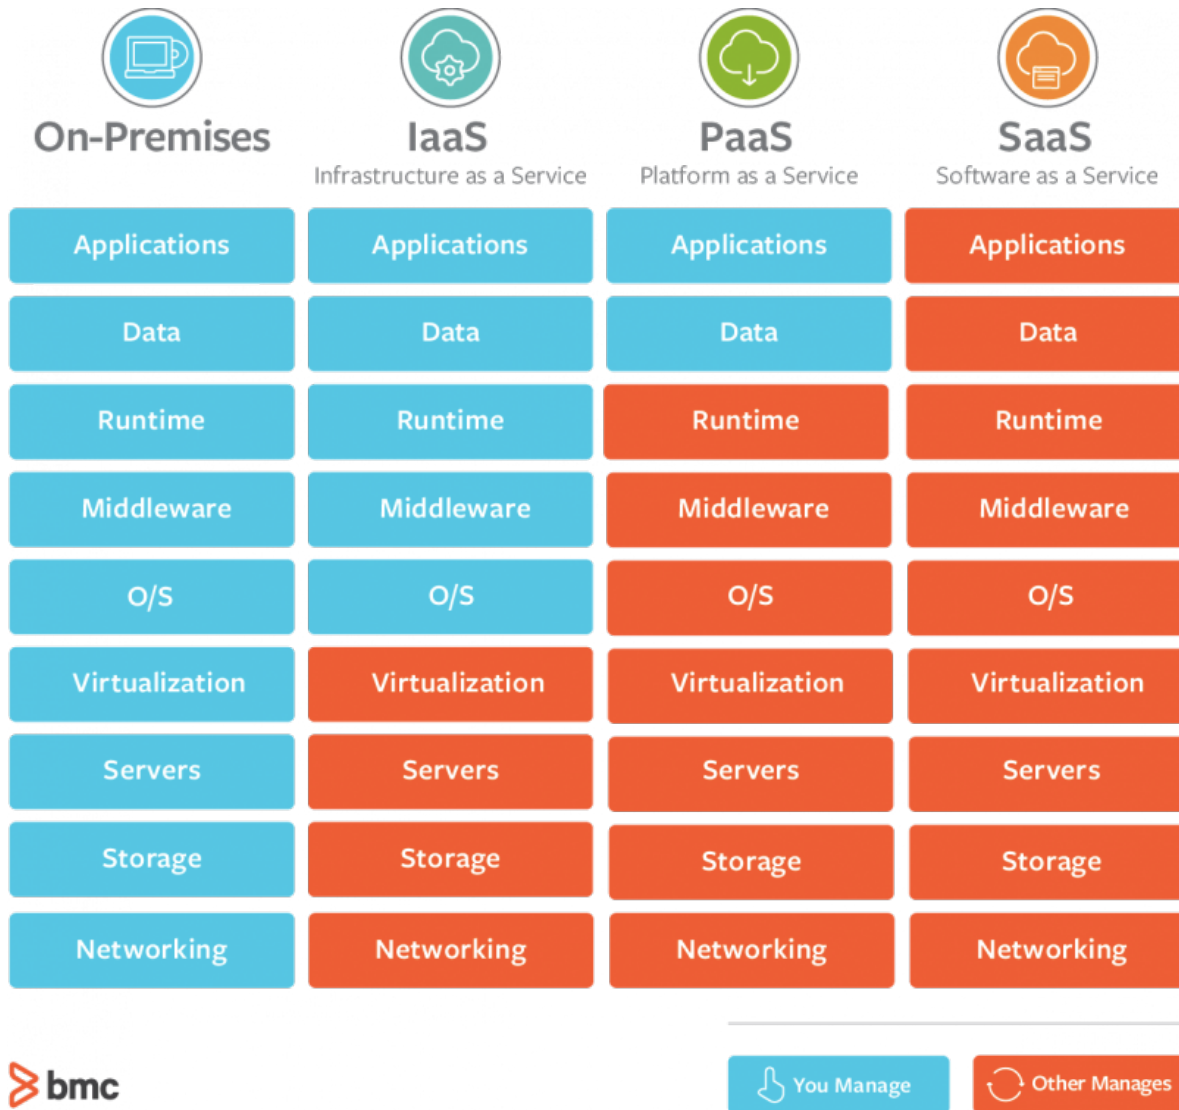 On-Premises IaaS PaaS SaaS
Infrastructure as a Service Platform as a Service Software as a Service
Applications Applications Applications Applications
Data Data Data Data
Runtime Runtime Runtime Runtime
Middleware Middleware Middleware Middleware
O/S O/S O/S O/S
Virtualization Virtualization Virtualization Virtualization
Servers Servers Servers Servers
Storage Storage Storage Storage
Networking Networking Networking Networking
bmc You Manage Other Manages